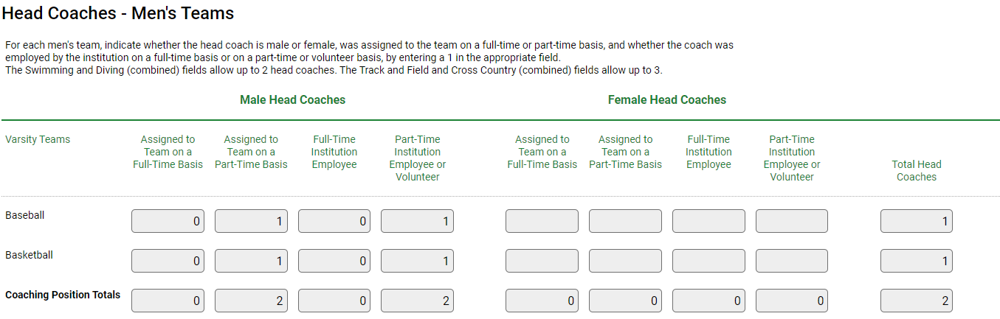 Head Coaches - Men's Teams
For each men's team, indicate whether the head coach is male or female, was assigned to the team on a full-time or part-time basis, and whether the coach was
employed by the institution on a full-time basis or on a part-time or volunteer basis, by entering a 1 in the appropriate field.
The Swimming and Diving (combined) fields allow up to 2 head coaches. The Track and Field and Cross Country (combined) fields allow up to 3.
Male Head Coaches Female Head Coaches
Varsity Teams Assigned to Assigned to Full-Time Part-Time Assigned to Assigned to Full-Time Part-Time
Team on a Team on a Institution Institution Team on a Team on a Institution Institution
Full-Time Basis Part-Time Basis Employee Employee or Full-Time Basis Part-Time Basis Employee Employee or Total Head
Volunteer Volunteer Coaches
Baseball 0 1 0 1 1
Basketball 0 1 0 1 1
Coaching Position Totals 0 2 0 2 0 0 0 0 2